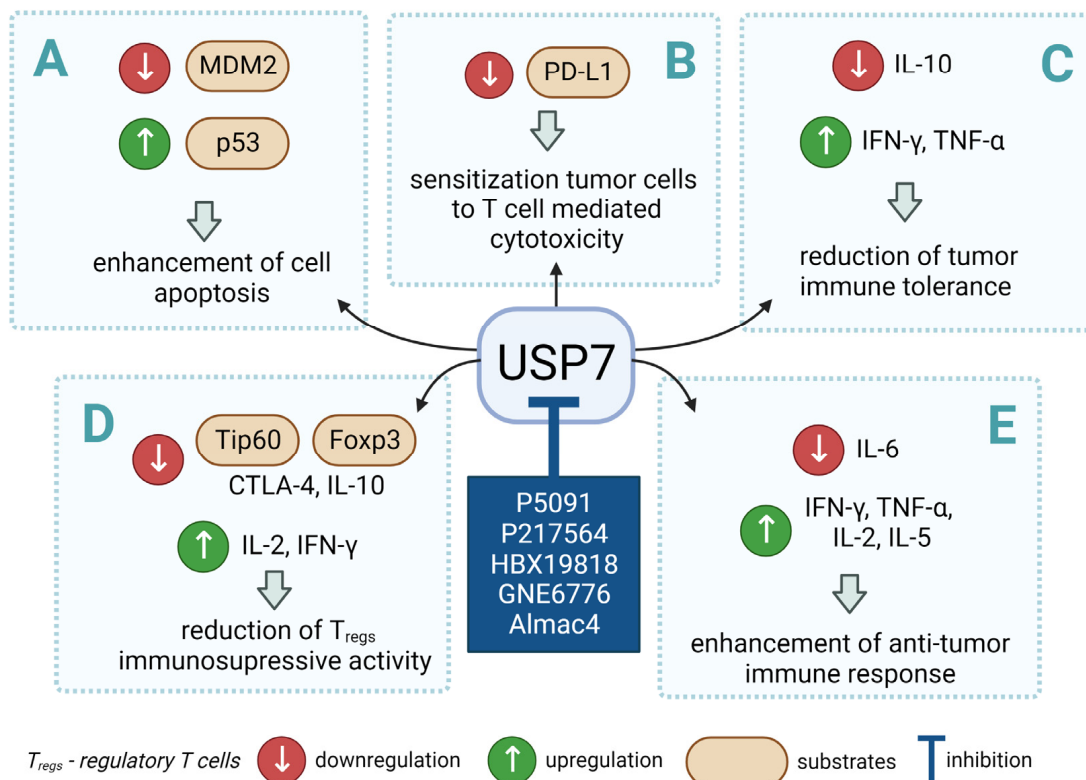 A
↓ MDM2
↑ p53
enhancement of cell
apoptosis
B
↓ PD-L1
sensitization tumor cells
to T cell mediated
cytotoxicity
C
↓ IL-10
↑ IFN-γ, TNF-α
reduction of tumor
immune tolerance
USP7
D
↓ Tip60 Foxp3
CTLA-4, IL-10
↑ IL-2, IFN-γ
reduction of Tregs
immunosupressive activity
P5091
P217564
HBX19818
GNE6776
Almac4
E
↓ IL-6
↑ IFN-γ, TNF-α,
IL-2, IL-5
enhancement of anti-tumor
immune response
Tregs - regulatory T cells ↓ downregulation ↑ upregulation substrates inhibition